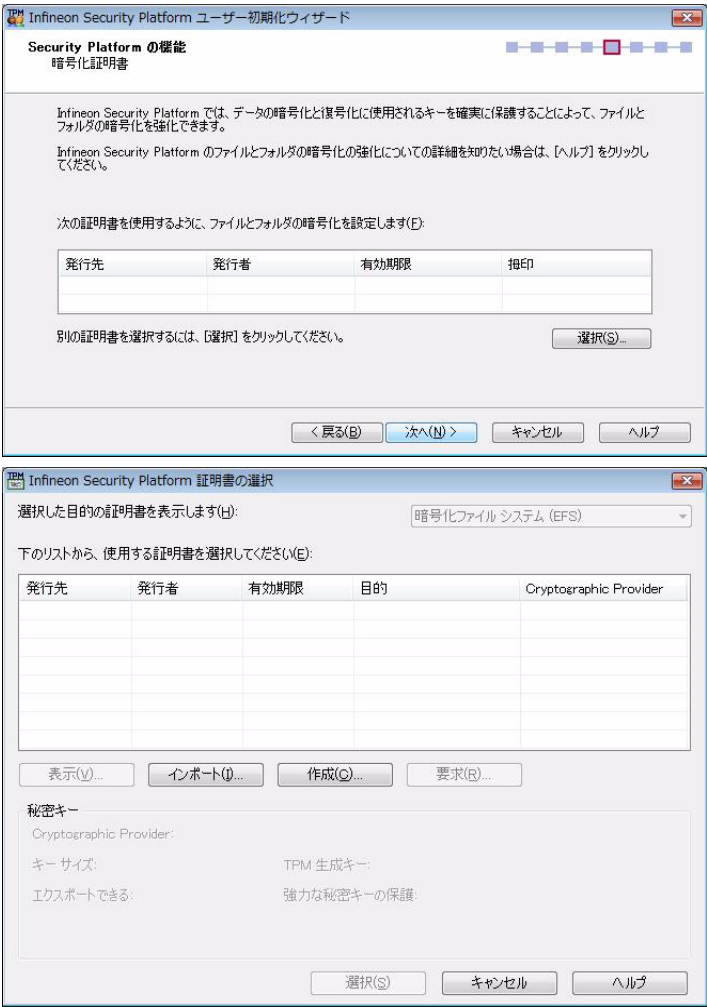 Infineon Security Platform ユーザー初期化ウィザード
Security Platform の機能
暗号化証明書
Infineon Security Platform では、データの暗号化と復号化に使用されるキーを確実に保護することによって、ファイルと
フォルダの暗号化を強化できます。
Infineon Security Platform のファイルとフォルダの暗号化の強化についての詳細を知りたい場合は、[ヘルプ] をクリックし
てください。
次の証明書を使用するように、ファイルとフォルダの暗号化を設定します(F):
発行先 発行者 有効期限 拇印
別の証明書を選択するには、[選択] をクリックしてください。 選択(S)...
< 戻る(B) 次へ(N) > キャンセル ヘルプ
TPM Infineon Security Platform 証明書の選択
選択した目的の証明書を表示します(H): 暗号化ファイル システム (EFS)
下のリストから、使用する証明書を選択してください(E):
発行先 発行者 有効期限 目的 Cryptographic Provider
表示(V)... インポート(I)... 作成(C)... 要求(R)...
秘密キー
Cryptographic Provider:
キー サイズ: TPM 生成キー:
エクスポートできる: 強力な秘密キーの保護:
選択(S) キャンセル ヘルプ